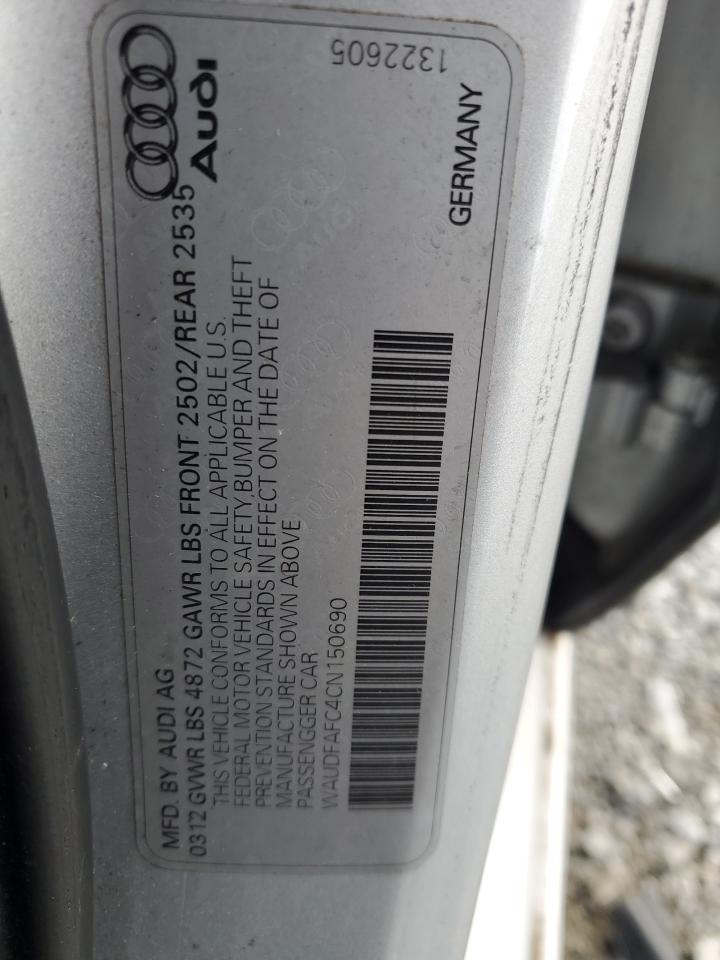 MFD. BY AUDI AG
0312 GVWR LBS 4872 GAWR LBS FRONT 2502/REAR 2535
THIS VEHICLE CONFORMS TO ALL APPLICABLE U.S.
FEDERAL MOTOR VEHICLE SAFETY,BUMPER AND THEFT
PREVENTION STANDARDS IN EFFECT ON THE DATE OF
MANUFACTURE SHOWN ABOVE
PASSENGGER CAR
WAUDFAFC4CN150690
Audi
GERMANY
1322605